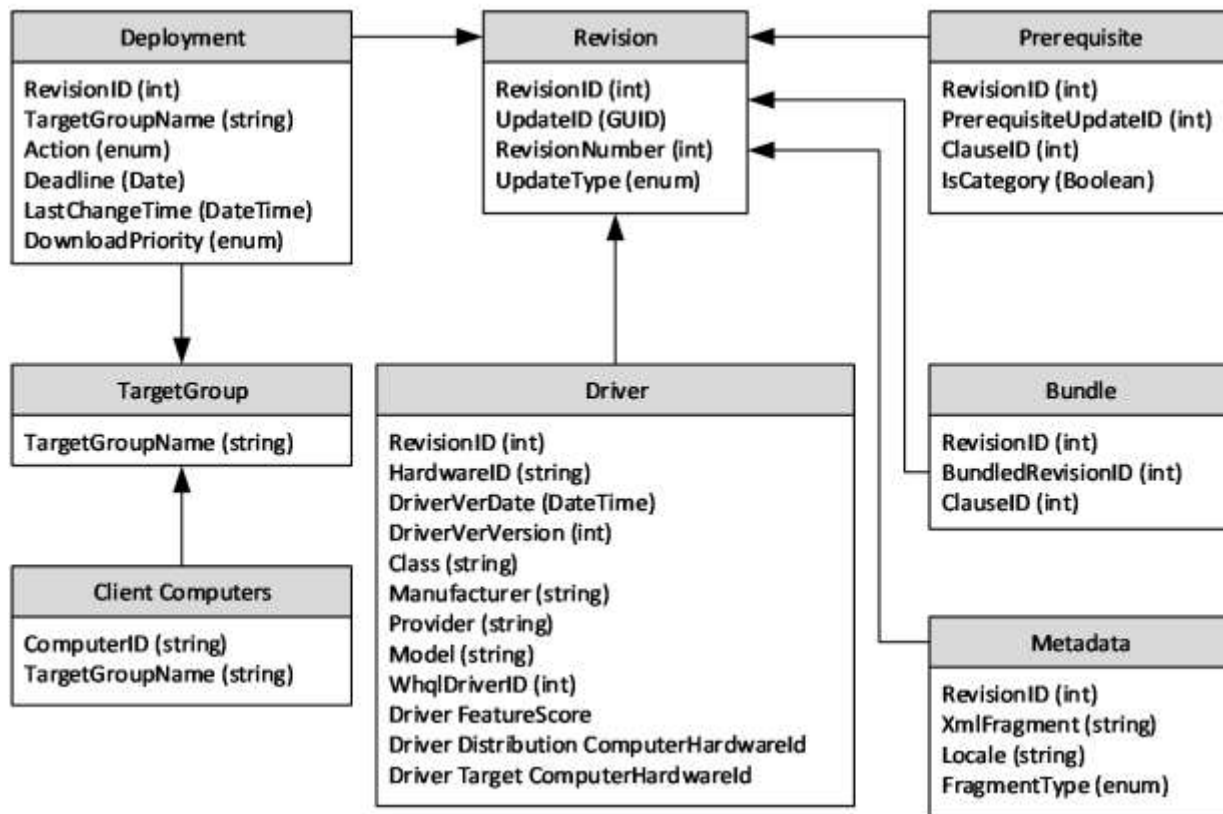 Deployment
RevisionID (int)
TargetGroupName (string)
Action (enum)
Deadline (Date)
LastChangeTime (DateTime)
DownloadPriority (enum)
Revision
RevisionID (int)
UpdateID (GUID)
RevisionNumber (int)
UpdateType (enum)
Prerequisite
RevisionID (int)
PrerequisiteUpdateID (int)
ClauseID (int)
IsCategory (Boolean)
TargetGroup
TargetGroupName (string)
Driver
RevisionID (int)
HardwareID (string)
DriverVerDate (DateTime)
DriverVerVersion (int)
Class (string)
Manufacturer (string)
Provider (string)
Model (string)
WhqlDriverID (int)
Driver FeatureScore
Driver Distribution ComputerHardwareId
Driver Target ComputerHardwareId
Bundle
RevisionID (int)
BundledRevisionID (int)
ClauseID (int)
Client Computers
ComputerID (string)
TargetGroupName (string)
Metadata
RevisionID (int)
XmlFragment (string)
Locale (string)
FragmentType (enum)